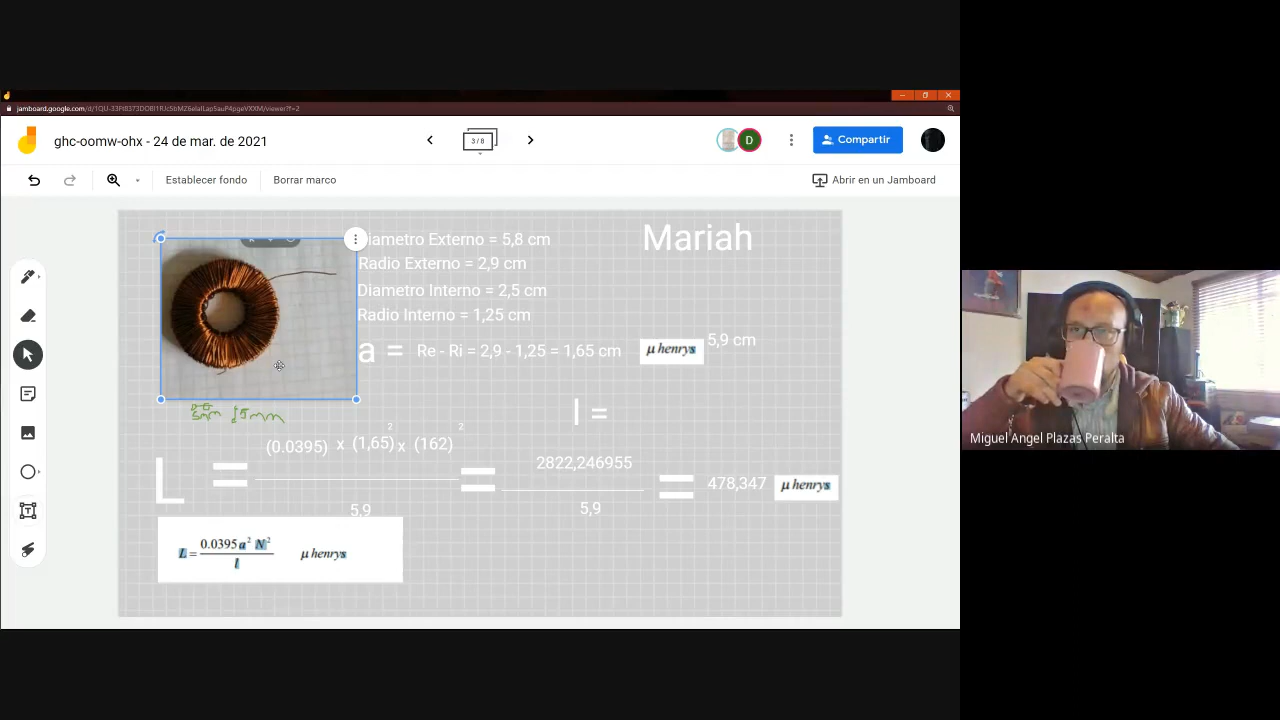 ghc-oomw-ohx - 24 de mar. de 2021
3 / 8
D
Compartir
Establecer fondo
Borrar marco
Abrir en un Jamboard
Diametro Externo = 5,8 cm
Radio Externo = 2,9 cm
Diametro Interno = 2,5 cm
Radio Interno = 1,25 cm
a = Re - Ri = 2,9 - 1,25 = 1,65 cm
Mariah
μ henrys
5,9 cm
l =
L = (0.0395) x (1,65)² x (162)² / 5,9 = 2822,246955 / 5,9 = 478,347 μ henrys
L = 0.0395 a² N² / l μ henrys
Miguel Angel Plazas Peralta